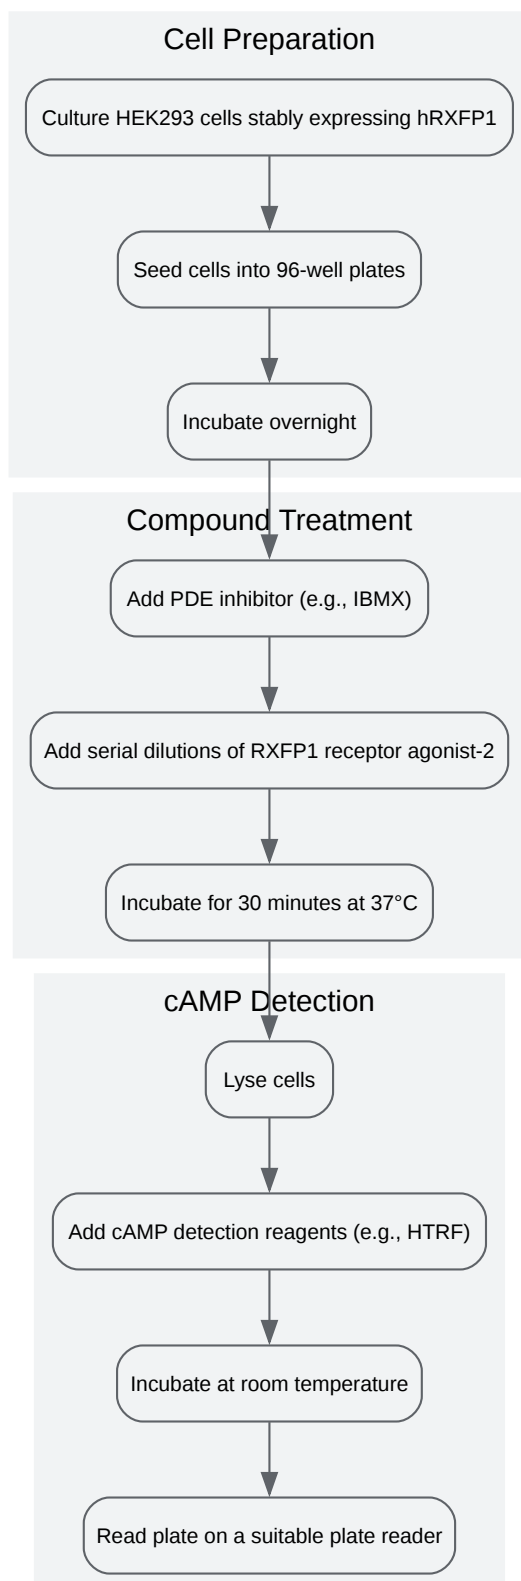 Cell Preparation
Culture HEK293 cells stably expressing hRXFP1
Seed cells into 96-well plates
Incubate overnight
Compound Treatment
Add PDE inhibitor (e.g., IBMX)
Add serial dilutions of RXFP1 receptor agonist-2
Incubate for 30 minutes at 37°C
cAMP Detection
Lyse cells
Add cAMP detection reagents (e.g., HTRF)
Incubate at room temperature
Read plate on a suitable plate reader